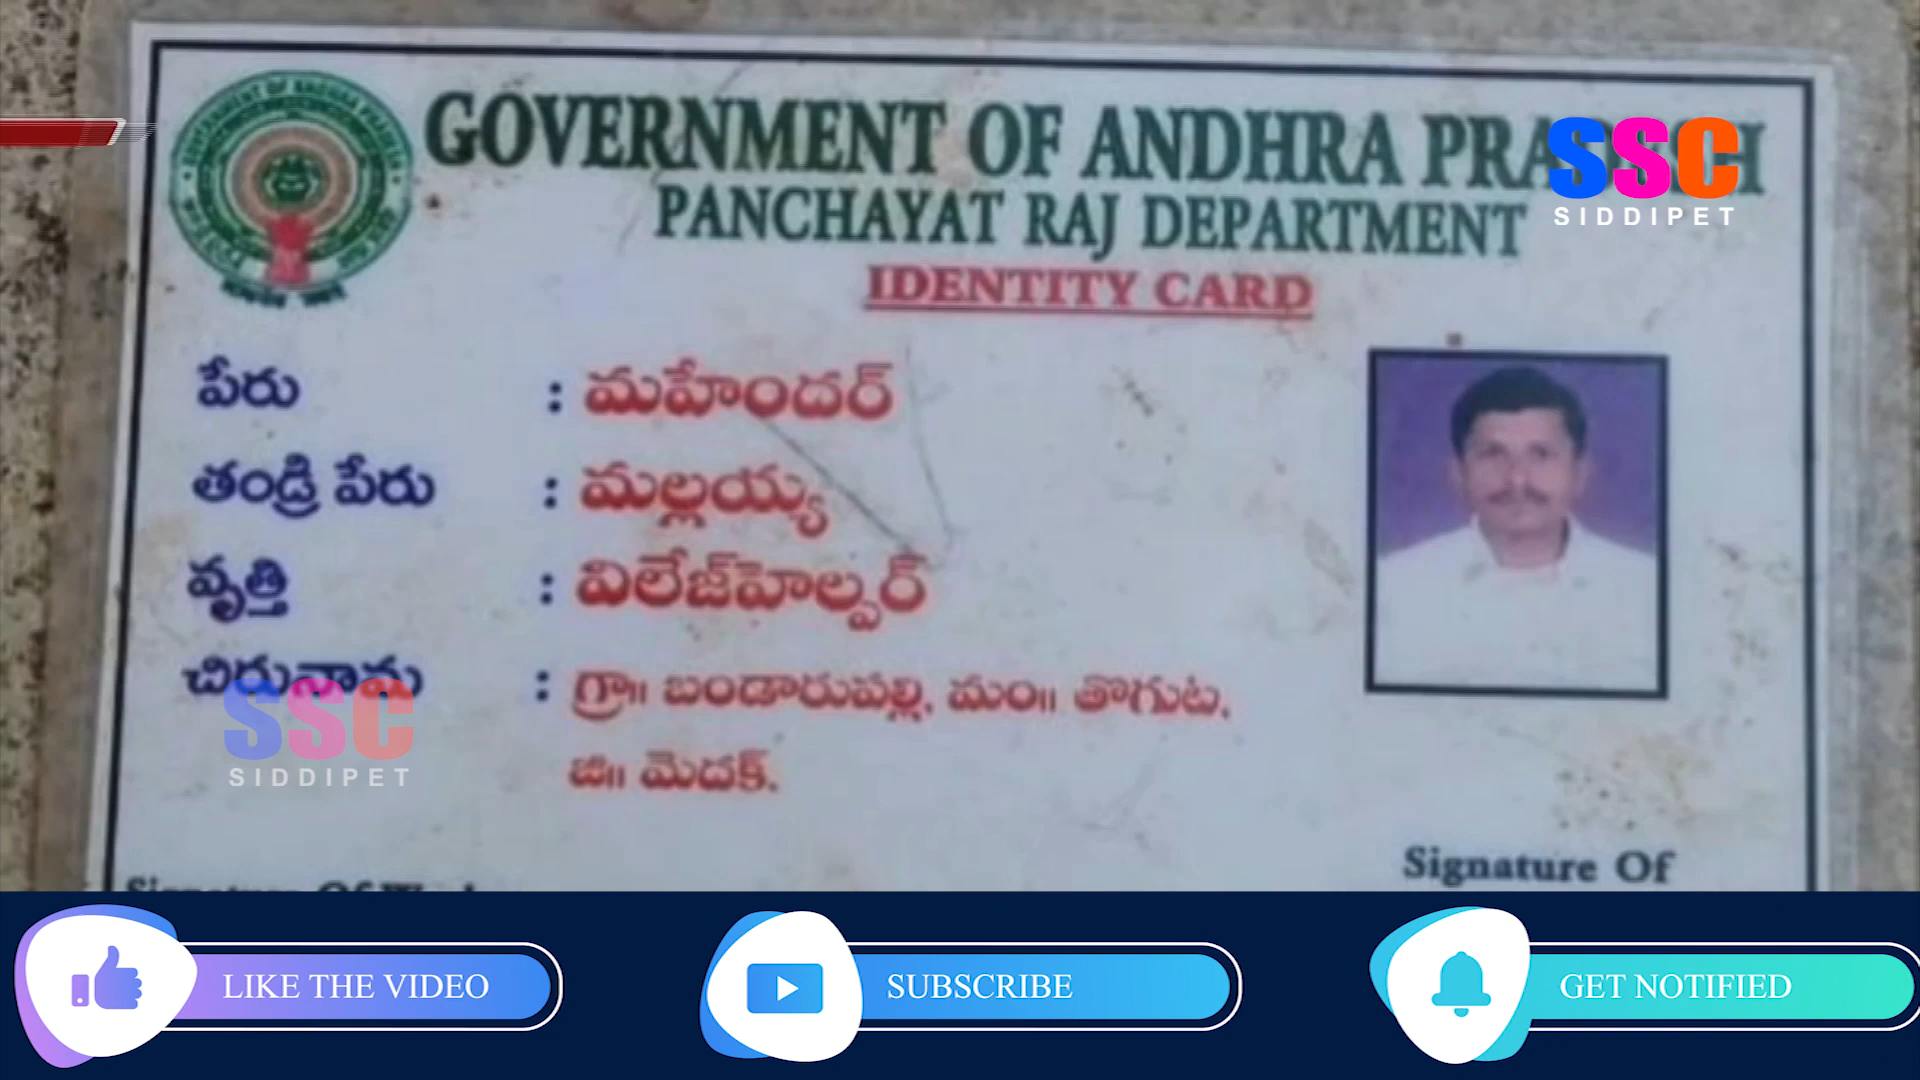 GOVERNMENT OF ANDHRA
PANCHAYAT RAJ DEPARTMENT
IDENTITY CARD
SSC
SIDDIPET
పేరు : మహేందర్
తండ్రి పేరు : మల్లయ్య
వృత్తి : విలేజ్‌హెల్పర్
చిరునామ : గ్రా॥ బండారుపల్లి, మం॥ తొగుట,
జి॥ మెదక్.
SSC
SIDDIPET
Signature Of
LIKE THE VIDEO
SUBSCRIBE
GET NOTIFIED